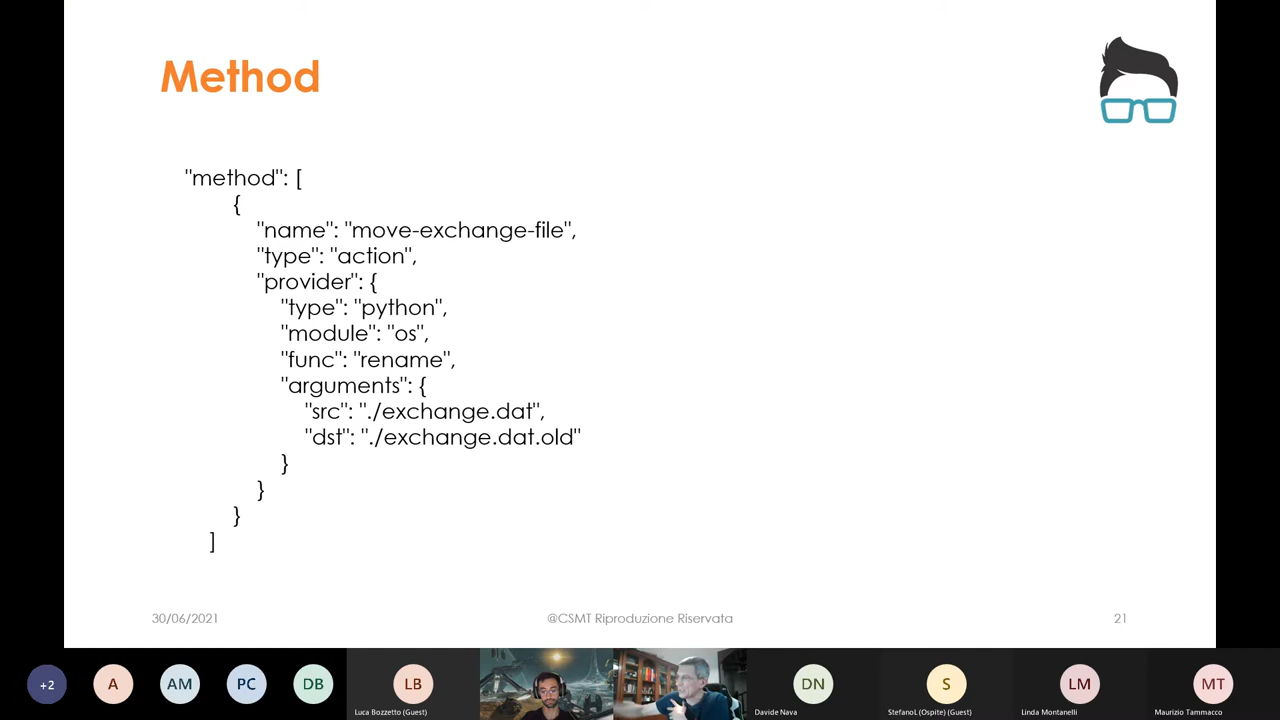 Method
"method": [
{
"name": "move-exchange-file",
"type": "action",
"provider": {
"type": "python",
"module": "os",
"func": "rename",
"arguments": {
"src": "./exchange.dat",
"dst": "./exchange.dat.old"
}
}
}
]
30/06/2021
@CSMT Riproduzione Riservata
21
+2
A
AM
PC
DB
LB
Luca Bozzetto (Guest)
DN
Davide Nava
S
StefanoL (Ospite) (Guest)
LM
Linda Montanelli
MT
Maurizio Tammacco